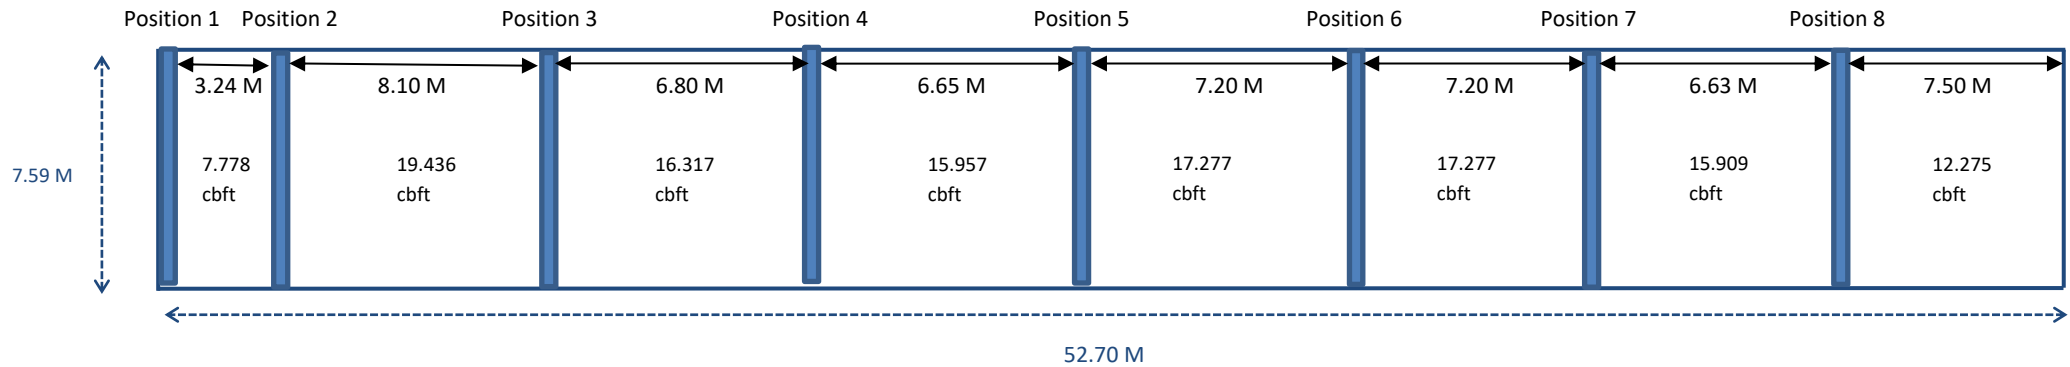 Position 1 Position 2 Position 3 Position 4 Position 5 Position 6 Position 7 Position 8
3.24 M 8.10 M 6.80 M 6.65 M 7.20 M 7.20 M 6.63 M 7.50 M
7.59 M
7.778 19.436 16.317 15.957 17.277 17.277 15.909 12.275
cbft cbft cbft cbft cbft cbft cbft cbft
52.70 M